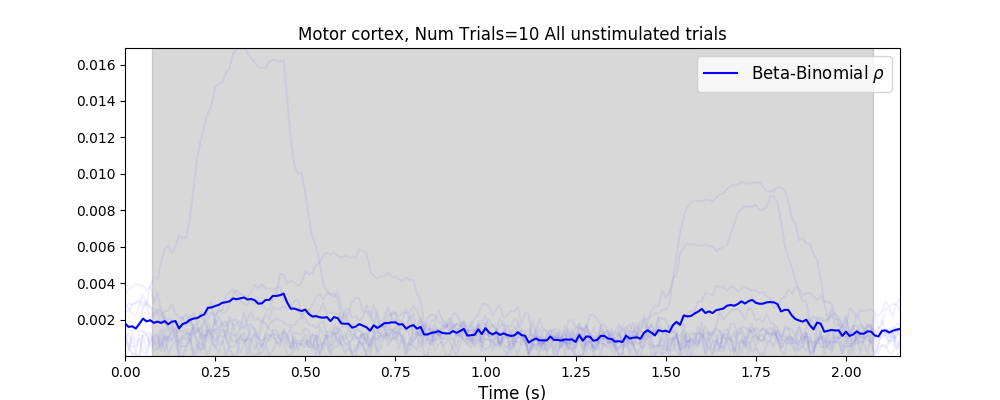 Motor cortex, Num Trials=10 All unstimulated trials
Beta-Binomial ρ
0.016
0.014
0.012
0.010
0.008
0.006
0.004
0.002
0.00 0.25 0.50 0.75 1.00 1.25 1.50 1.75 2.00
Time (s)